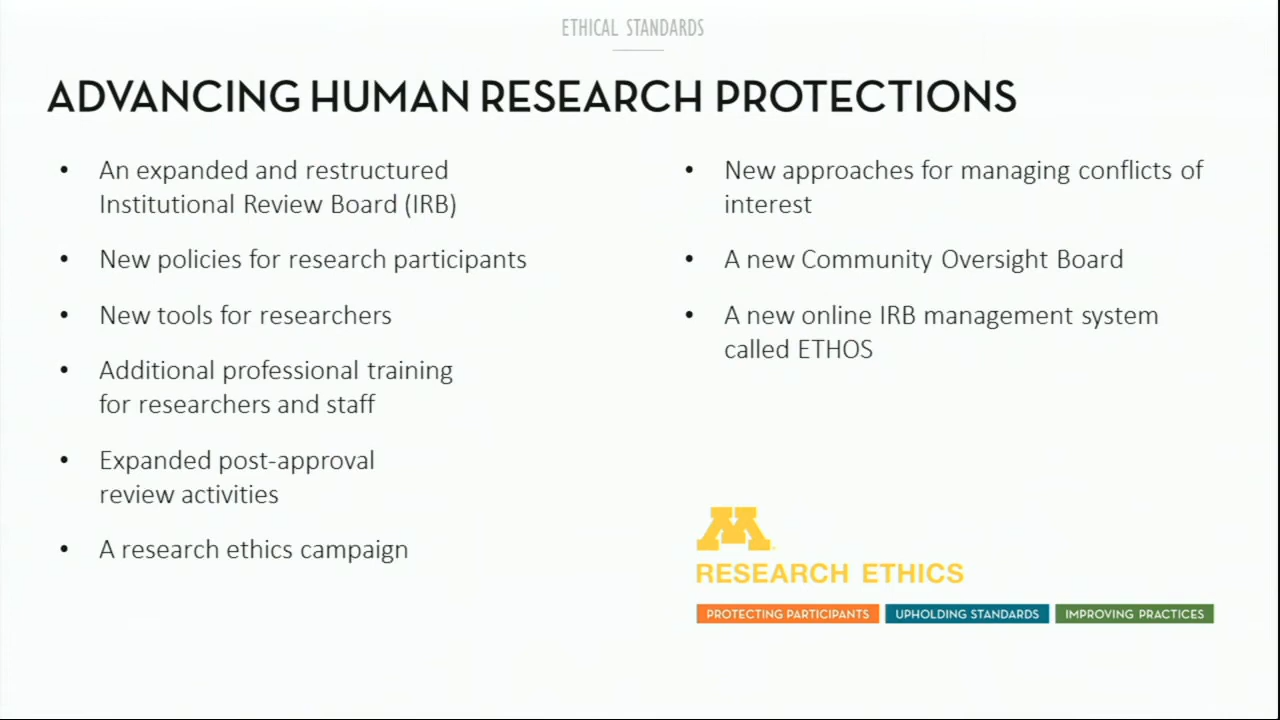 ETHICAL STANDARDS
ADVANCING HUMAN RESEARCH PROTECTIONS
• An expanded and restructured
Institutional Review Board (IRB)
• New policies for research participants
• New tools for researchers
• Additional professional training
for researchers and staff
• Expanded post-approval
review activities
• A research ethics campaign
• New approaches for managing conflicts of
interest
• A new Community Oversight Board
• A new online IRB management system
called ETHOS
M
RESEARCH ETHICS
PROTECTING PARTICIPANTS UPHOLDING STANDARDS IMPROVING PRACTICES